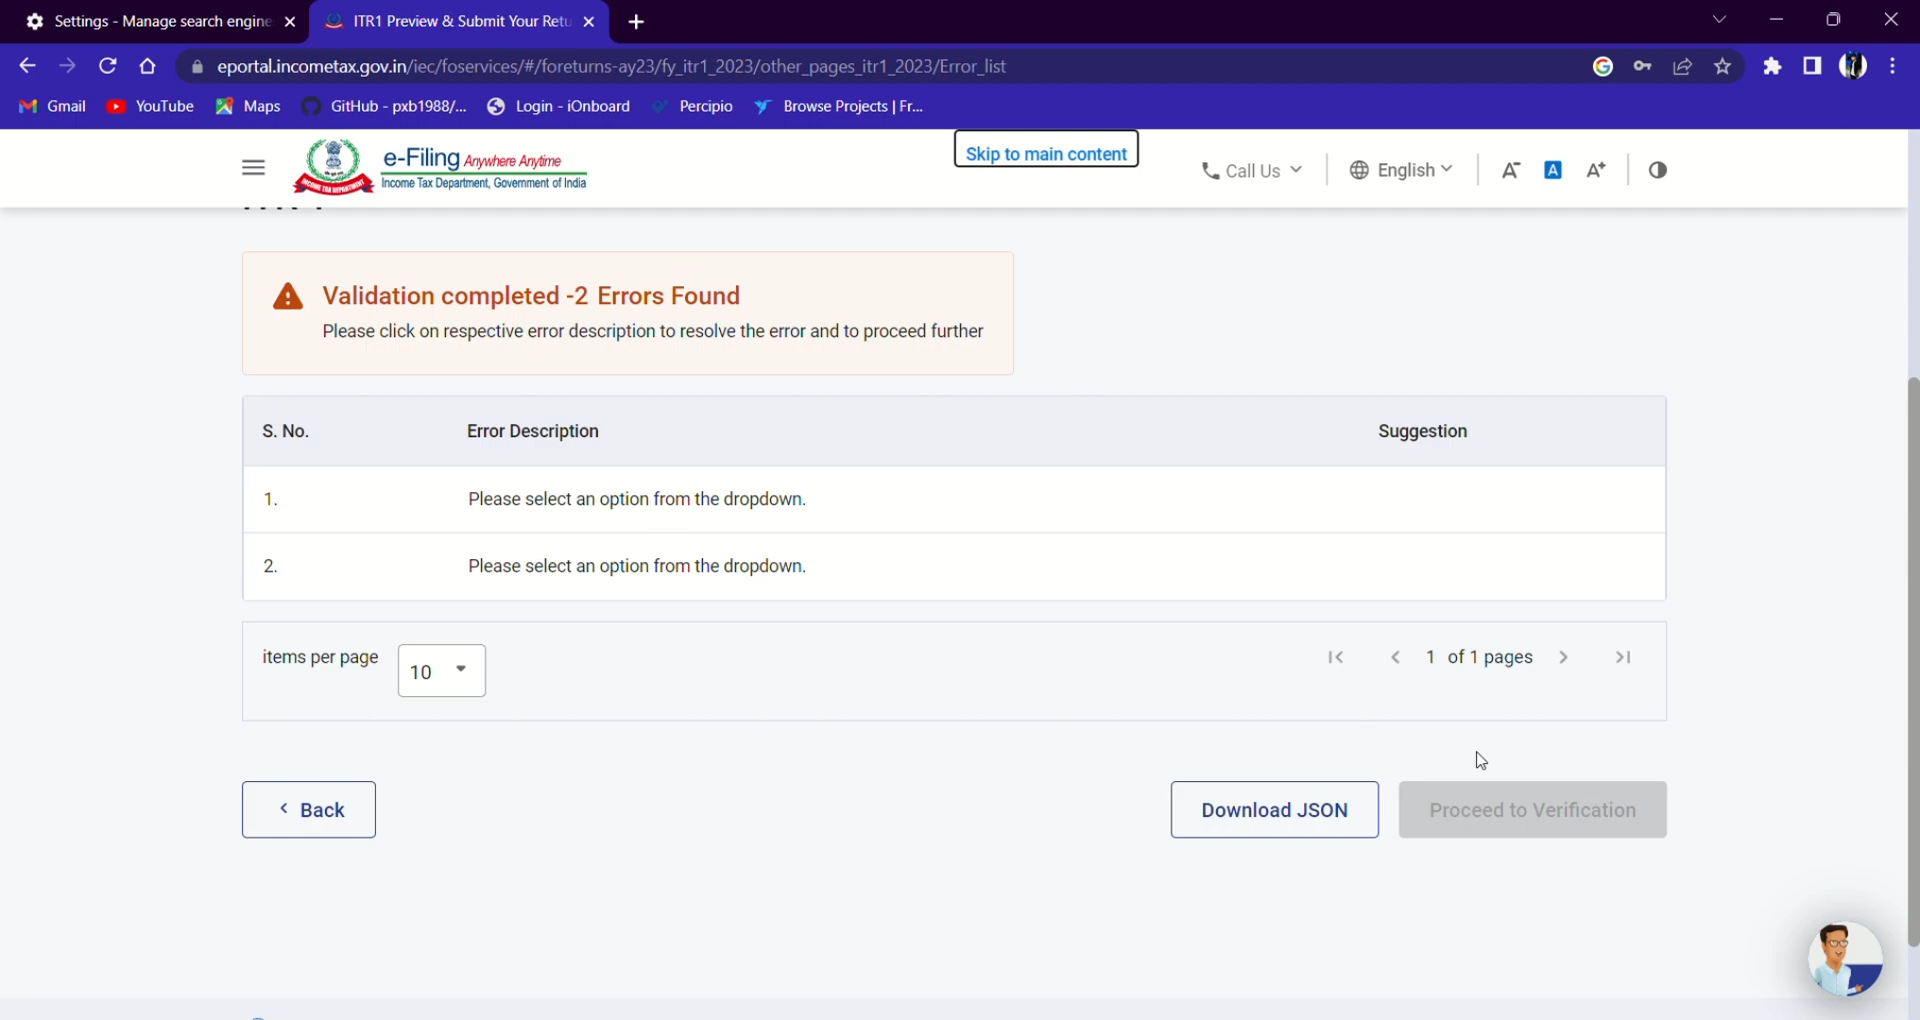 Settings - Manage search engine
ITR1 Preview & Submit Your Retu
eportal.incometax.gov.in/iec/foservices/#/foreturns-ay23/fy_itr1_2023/other_pages_itr1_2023/Error_list
Gmail YouTube Maps GitHub - pxb1988/... Login - iOnboard Percipio Browse Projects | Fr...
e-Filing Anywhere Anytime
Income Tax Department, Government of India
INCOME TAX DEPARTMENT
Skip to main content
Call Us English A- A A+
Validation completed -2 Errors Found
Please click on respective error description to resolve the error and to proceed further
S. No. Error Description Suggestion
1. Please select an option from the dropdown.
2. Please select an option from the dropdown.
items per page 10 1 of 1 pages
Back Download JSON Proceed to Verification